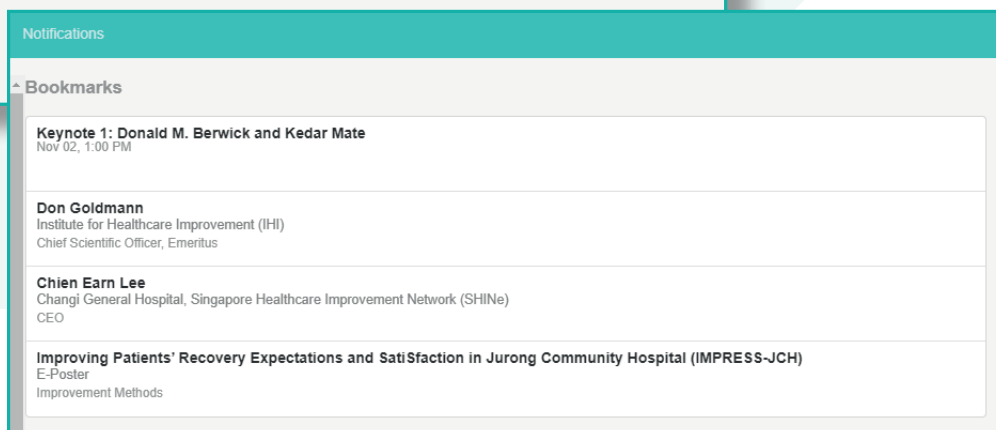 Notifications
Bookmarks
Keynote 1: Donald M. Berwick and Kedar Mate
Nov 02, 1:00 PM
Don Goldmann
Institute for Healthcare Improvement (IHI)
Chief Scientific Officer, Emeritus
Chien Earn Lee
Changi General Hospital, Singapore Healthcare Improvement Network (SHINe)
CEO
Improving Patients' Recovery Expectations and SatiSfaction in Jurong Community Hospital (IMPRESS-JCH)
E-Poster
Improvement Methods